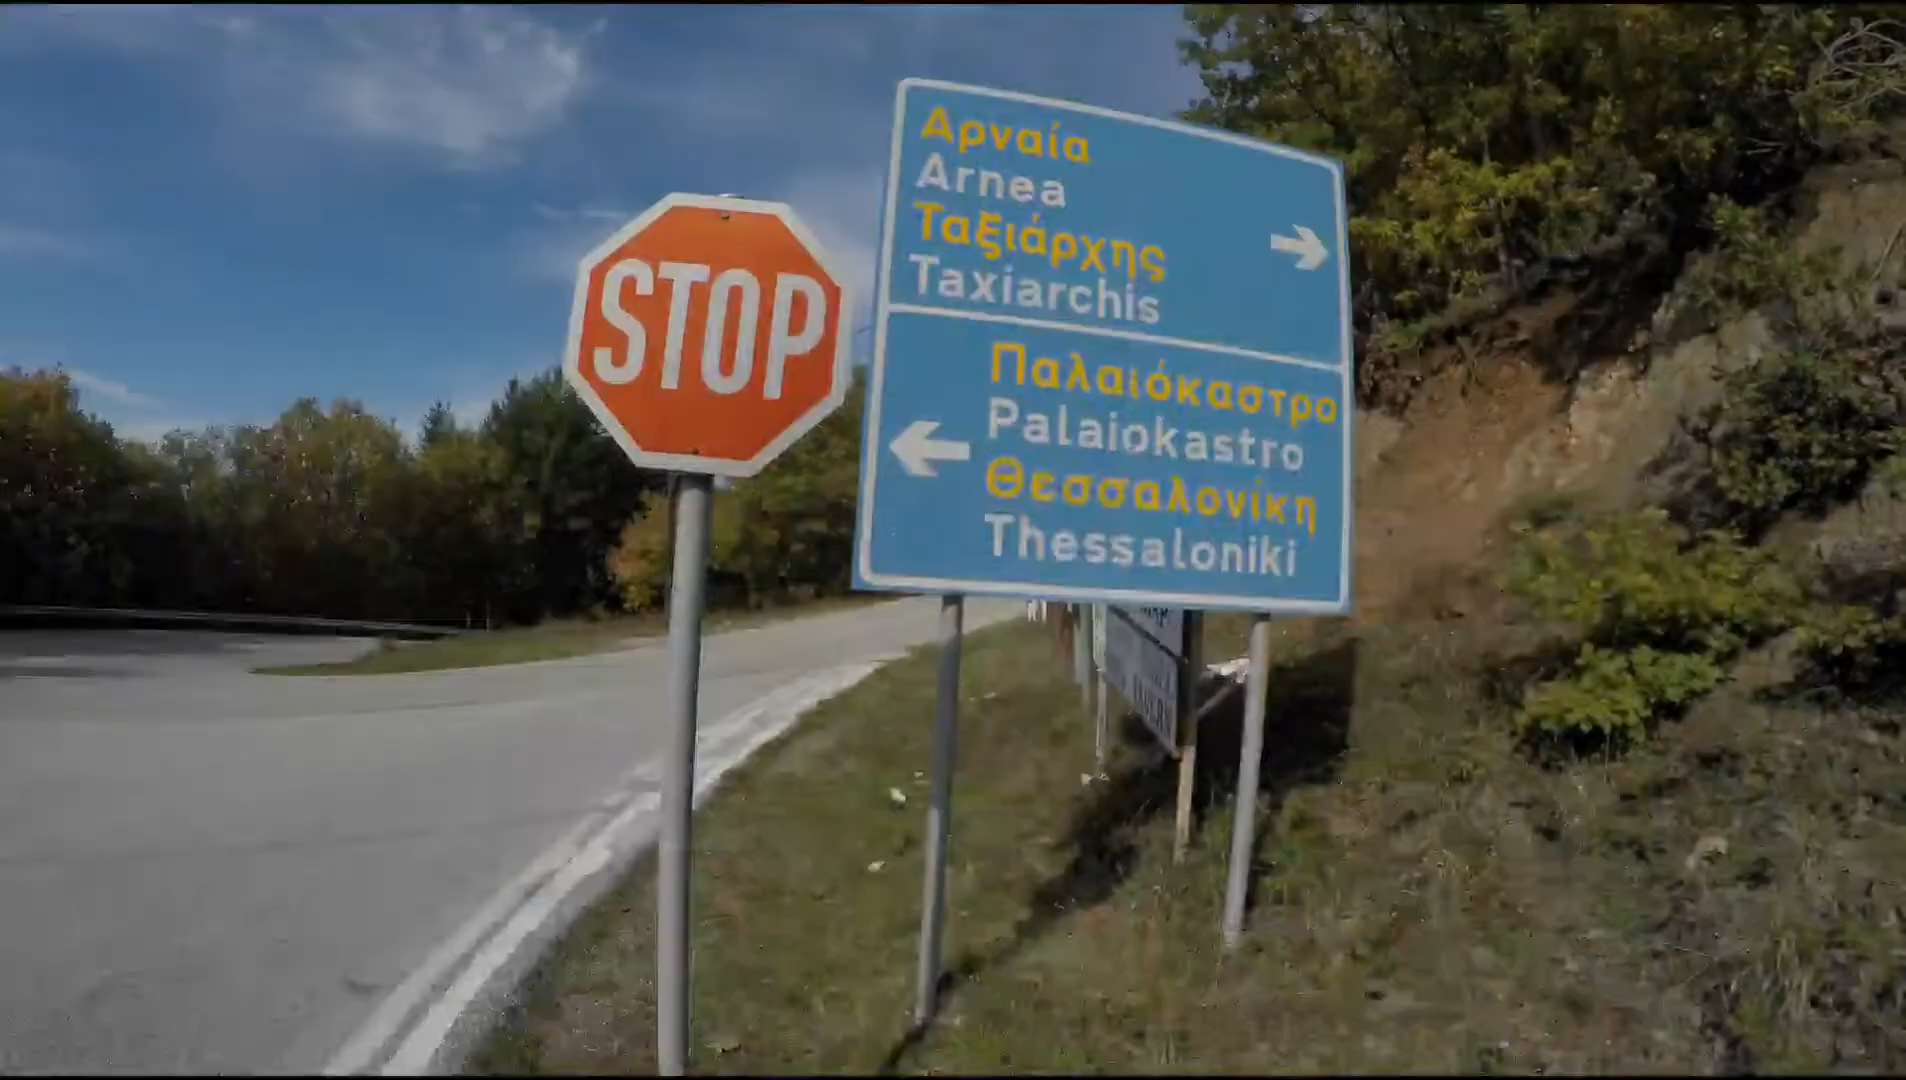 STOP
Αρναία
Arnea
Ταξιάρχης
Taxiarchis
Παλαιόκαστρο
Palaiokastro
Θεσσαλονίκη
Thessaloniki